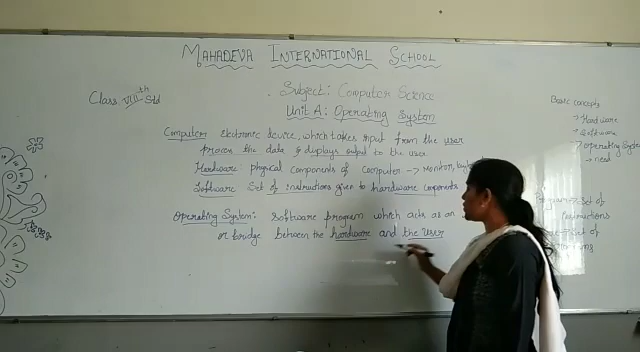 MAHADEVA INTERNATIONAL SCHOOL
Class: VIIIth Std
Subject: Computer Science
Unit A: Operating System
Computer: Electronic device, which takes input from the user
process the data & displays output to the user
Hardware: physical components of computer → Monitor,
Software: Set of instructions given to hardware components
Operating System: Software program which acts as an
or bridge between the hardware and the user
Basic concepts
→ Hardware
→ Software
→ Operating System
→ need
→ Set of
instructions
→ Set of